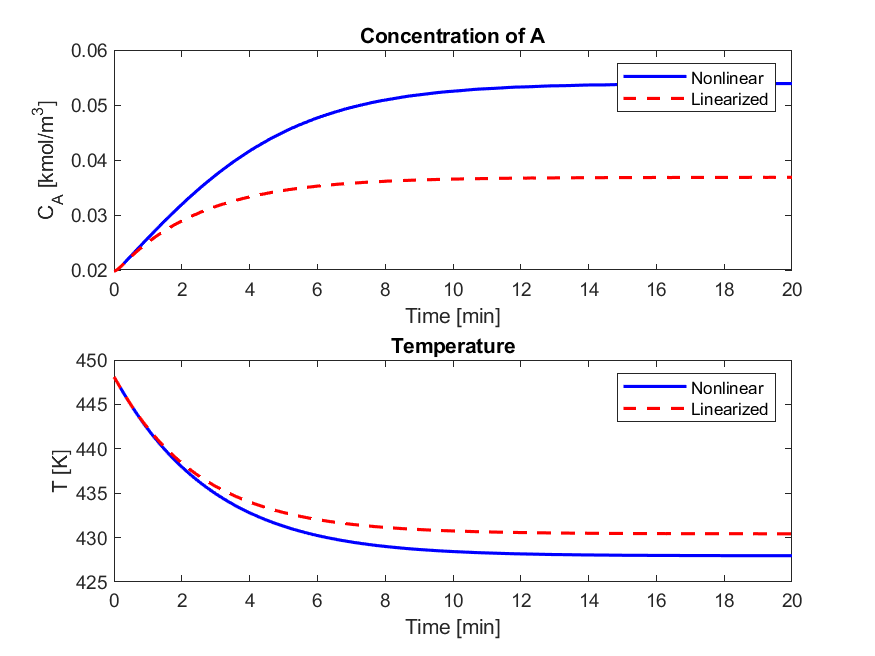 Concentration of A
0.06
0.05
0.04
0.03
0.02
C_A [kmol/m^3]
Nonlinear
Linearized
0 2 4 6 8 10 12 14 16 18 20
Time [min]
Temperature
450
445
440
435
430
425
T [K]
Nonlinear
Linearized
0 2 4 6 8 10 12 14 16 18 20
Time [min]